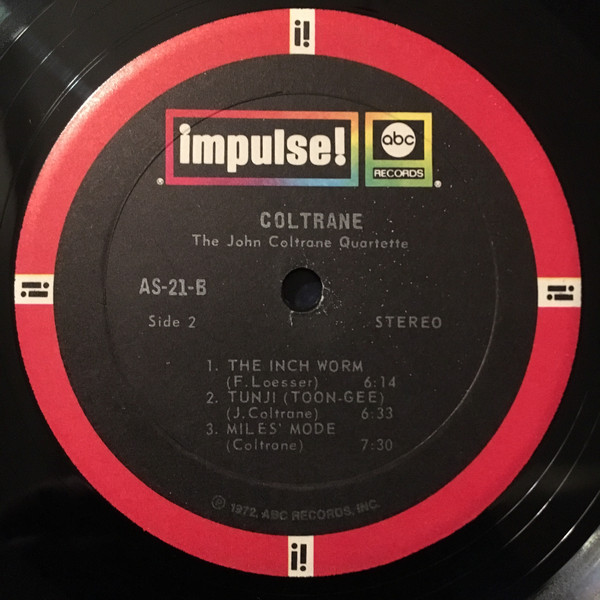 i!
impulse!
abc
RECORDS
®
®
COLTRANE
The John Coltrane Quartette
AS-21-B
Side 2
STEREO
i!
i!
1. THE INCH WORM
(F.Loesser) 6:14
2. TUNJI (TOON-GEE)
(J.Coltrane) 6:33
3. MILES' MODE
(Coltrane) 7:30
℗ 1972, ABC RECORDS, INC.
i!